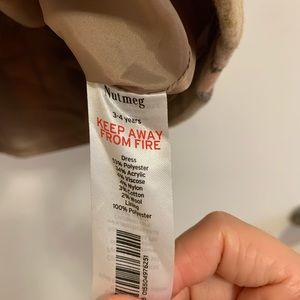 Nutmeg
3-4 years
KEEP AWAY
FROM FIRE
Dress
Polyester
Acrylic
Viscose
Nylon
3% Cotton
2% Wool
Lining
100% Polyester